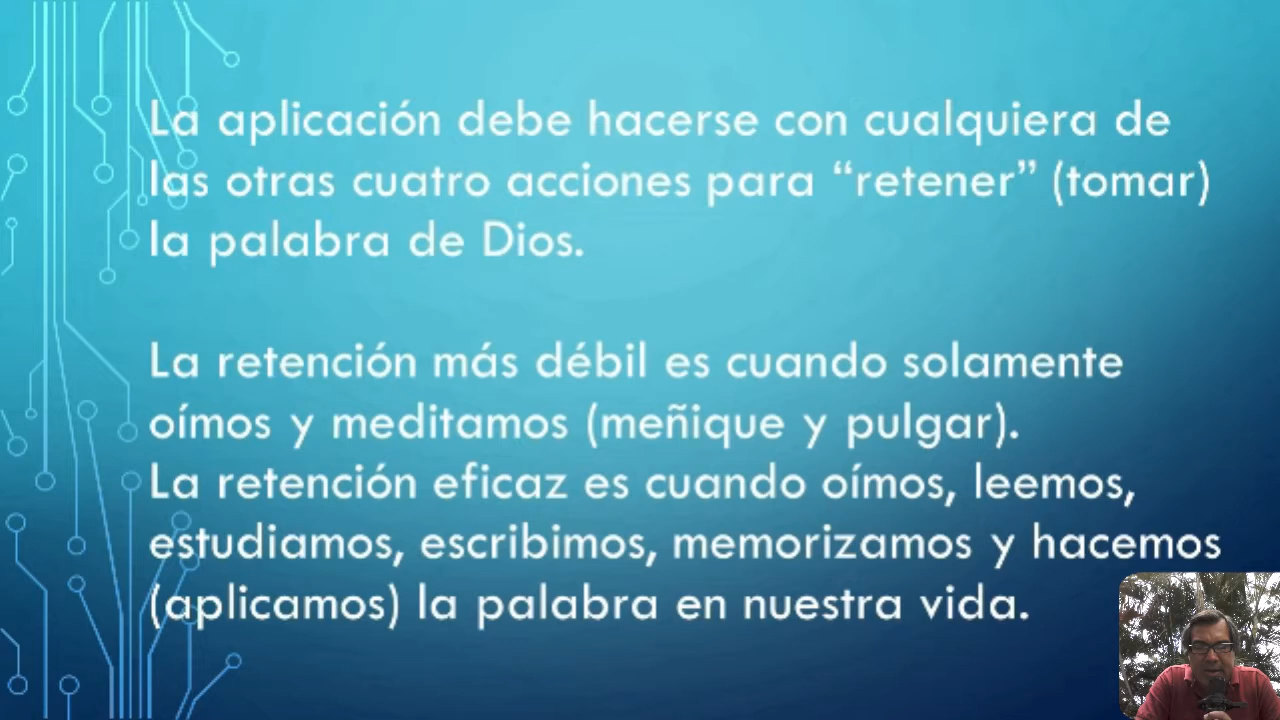 La aplicación debe hacerse con cualquiera de
las otras cuatro acciones para “retener” (tomar)
la palabra de Dios.
La retención más débil es cuando solamente
oímos y meditamos (meñique y pulgar).
La retención eficaz es cuando oímos, leemos,
estudiamos, escribimos, memorizamos y hacemos
(aplicamos) la palabra en nuestra vida.